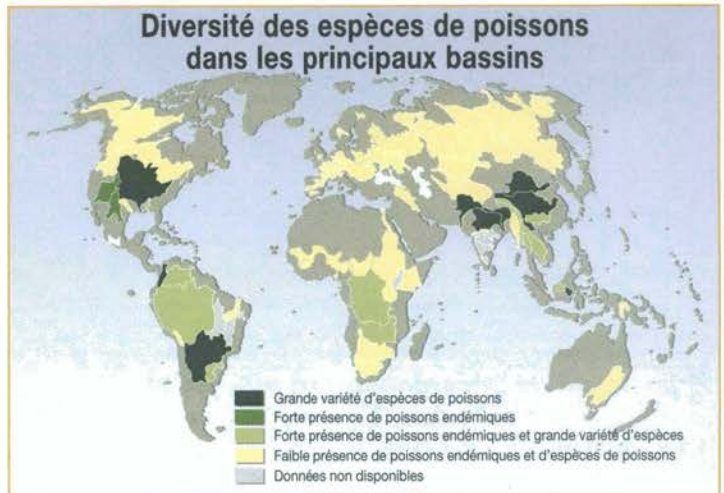 Diversité des espèces de poissons
dans les principaux bassins
Grande variété d'espèces de poissons
Forte présence de poissons endémiques
Forte présence de poissons endémiques et grande variété d'espèces
Faible présence de poissons endémiques et d'espèces de poissons
Données non disponibles